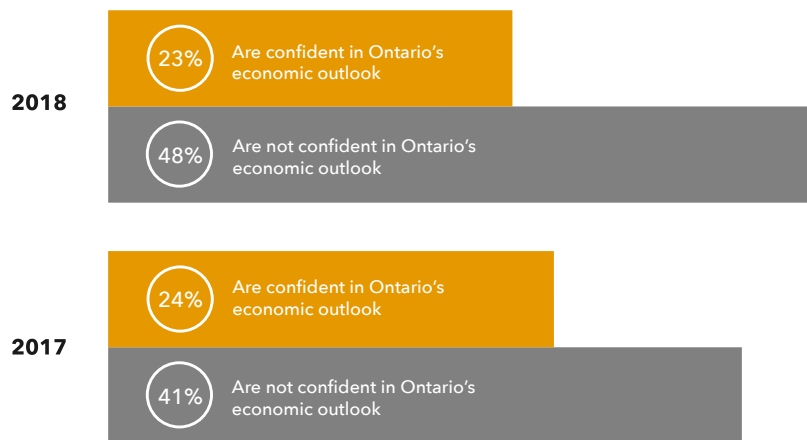 2018
23%
Are confident in Ontario’s
economic outlook
48%
Are not confident in Ontario’s
economic outlook
2017
24%
Are confident in Ontario’s
economic outlook
41%
Are not confident in Ontario’s
economic outlook